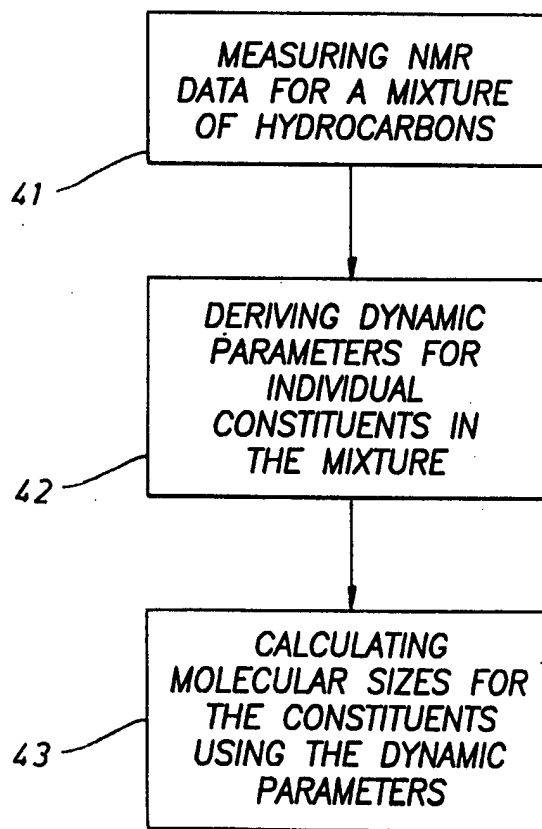 MEASURING NMR
DATA FOR A MIXTURE
OF HYDROCARBONS
41
DERIVING DYNAMIC
PARAMETERS FOR
INDIVIDUAL
CONSTITUENTS IN
THE MIXTURE
42
CALCULATING
MOLECULAR SIZES FOR
THE CONSTITUENTS
USING THE DYNAMIC
PARAMETERS
43